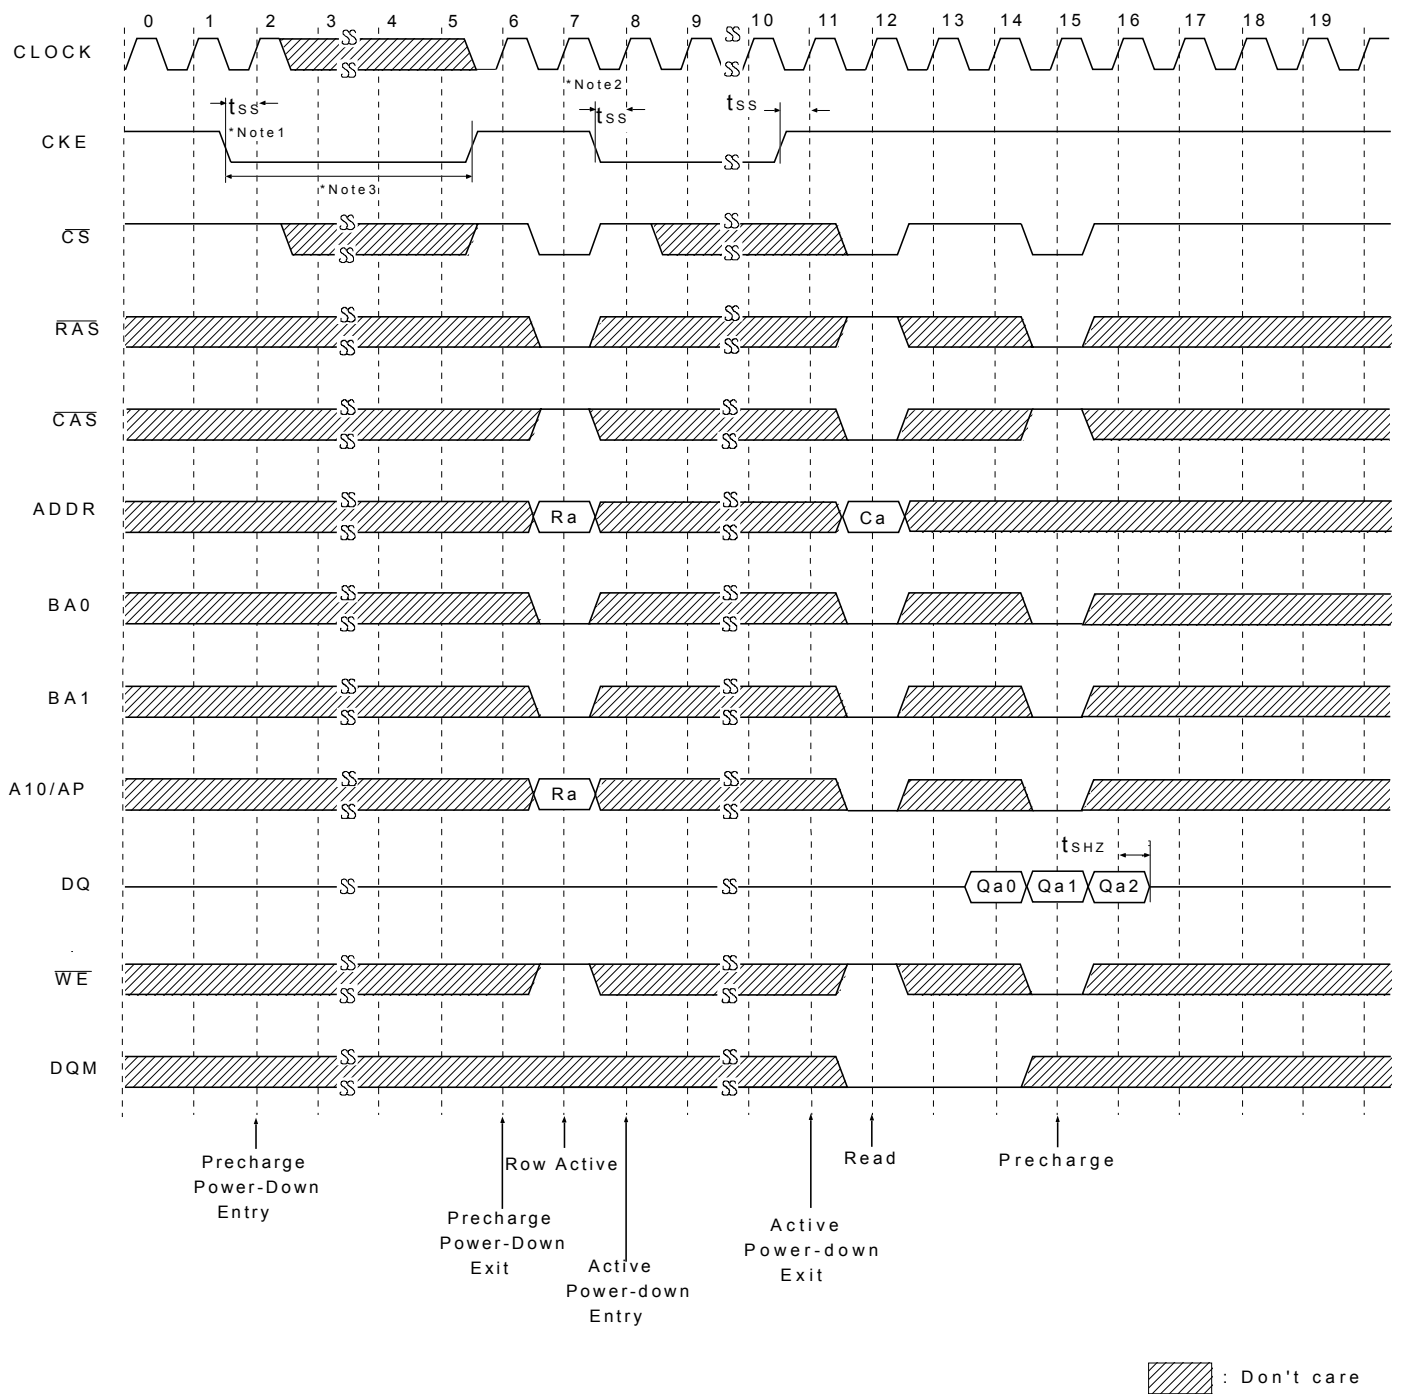 0 1 2 3 4 5 6 7 8 9 10 11 12 13 14 15 16 17 18 19
CLOCK
*Note2
tSS
tSS
tSS
*Note1
CKE
*Note3
CS
RAS
CAS
ADDR
Ra
Ca
BA0
BA1
A10/AP
Ra
tSHZ
DQ
Qa0 Qa1 Qa2
WE
DQM
Precharge
Power-Down
Entry
Row Active
Precharge
Power-Down
Exit
Active
Power-down
Entry
Active
Power-down
Exit
Read
Precharge
: Don't care